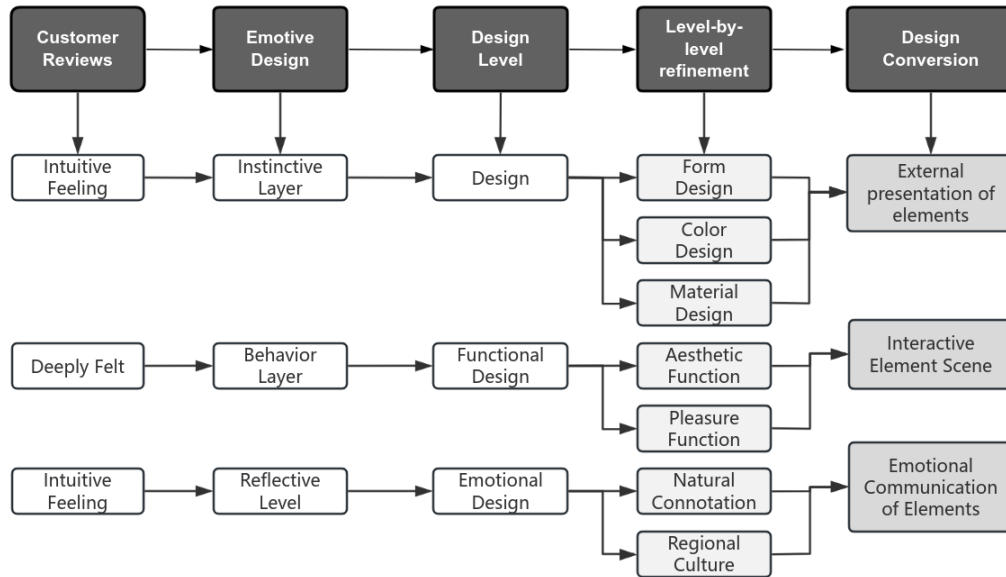 Customer
Reviews
Emotive
Design
Design
Level
Level-by-
level
refinement
Design
Conversion
Intuitive
Feeling
Instinctive
Layer
Design
Form
Design
Color
Design
Material
Design
External
presentation of
elements
Deeply Felt
Behavior
Layer
Functional
Design
Aesthetic
Function
Pleasure
Function
Interactive
Element Scene
Intuitive
Feeling
Reflective
Level
Emotional
Design
Natural
Connotation
Regional
Culture
Emotional
Communication
of Elements